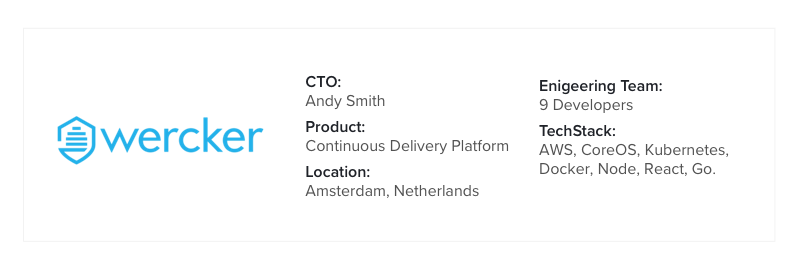 wercker
CTO:
Andy Smith
Product:
Continuous Delivery Platform
Location:
Amsterdam, Netherlands
Enigeering Team:
9 Developers
TechStack:
AWS, CoreOS, Kubernetes,
Docker, Node, React, Go.